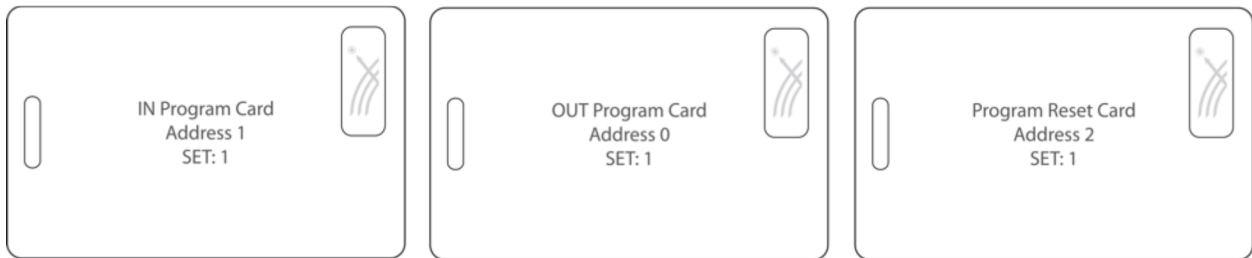 IN Program Card
Address 1
SET: 1
OUT Program Card
Address 0
SET: 1
Program Reset Card
Address 2
SET: 1